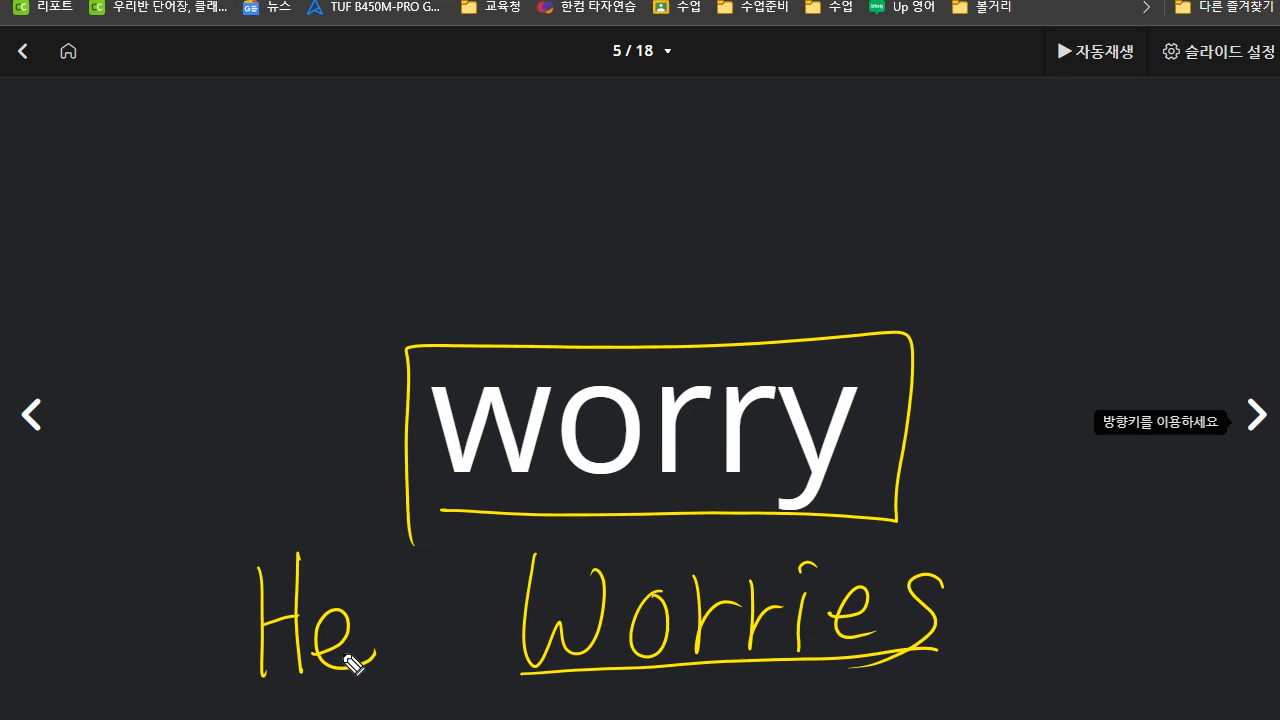 리포트 우리반 단어장, 클래... 뉴스 TUF B450M-PRO G... 교육청 한컴 타자연습 수업 수업준비 수업 Up 영어 볼거리 다른 즐겨찾기
5 / 18 자동재생 슬라이드 설정
worry
방향키를 이용하세요
He Worries